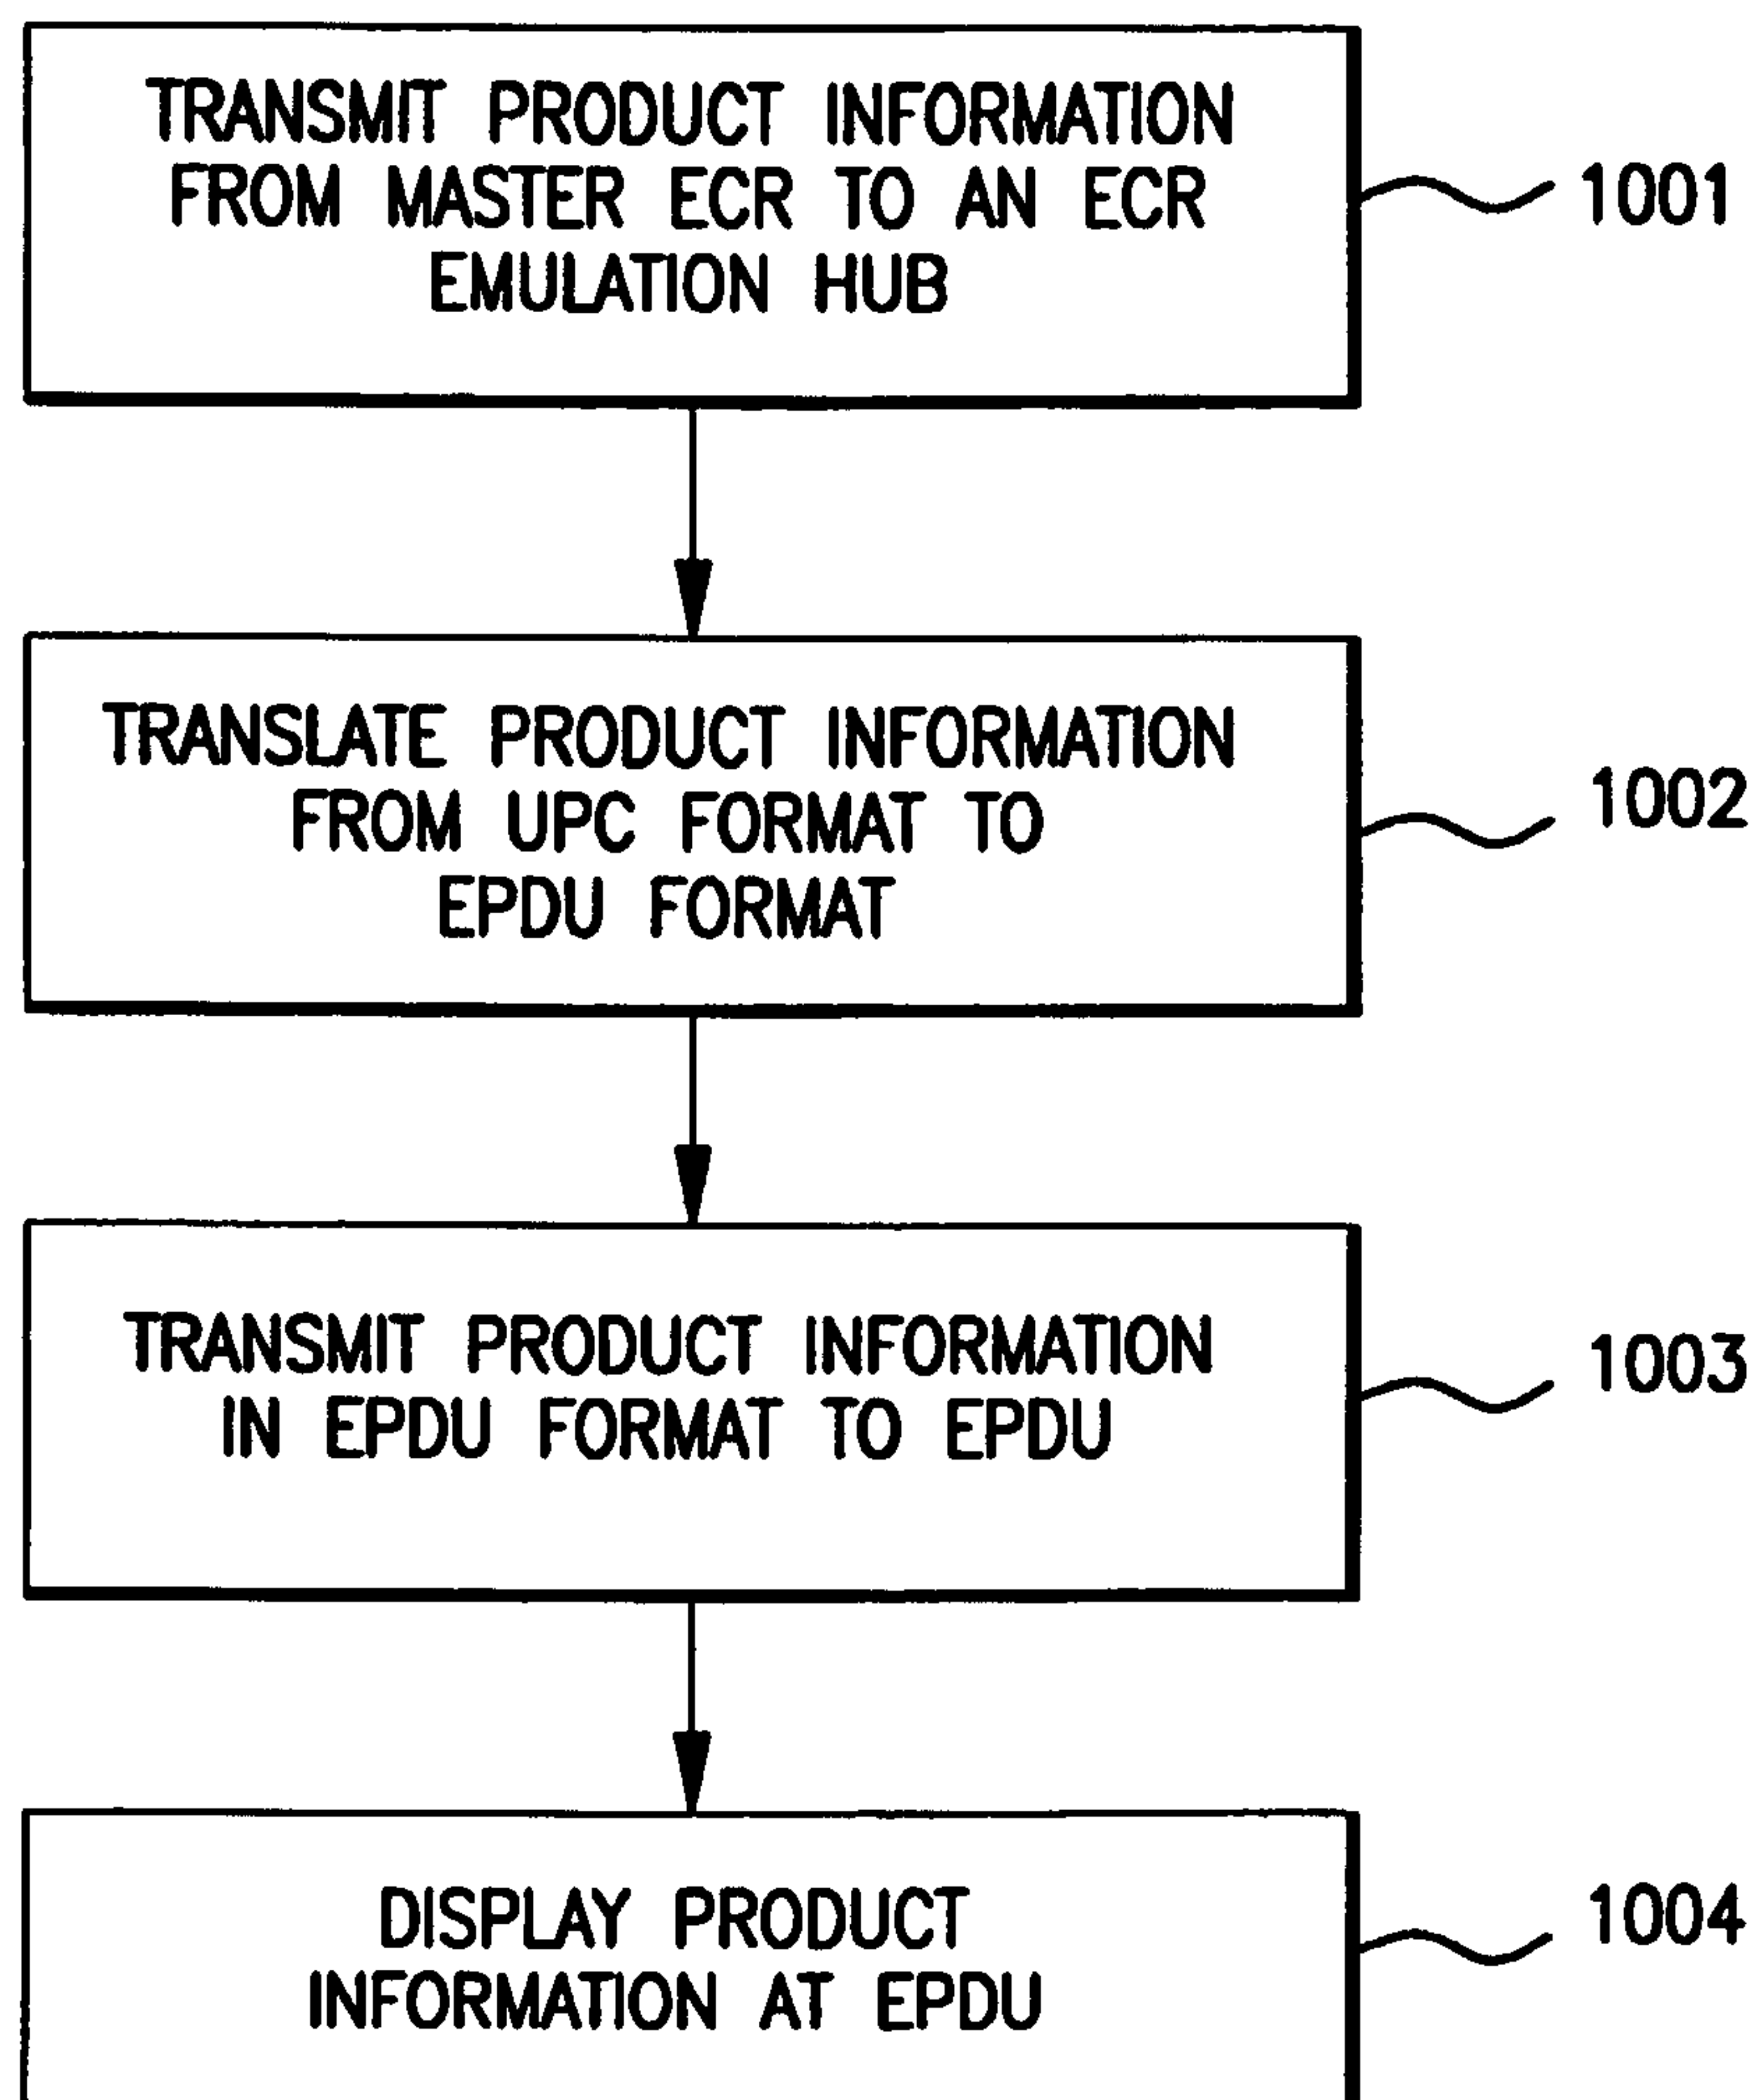 TRANSMIT PRODUCT INFORMATION
FROM MASTER ECR TO AN ECR
EMULATION HUB
1001
TRANSLATE PRODUCT INFORMATION
FROM UPC FORMAT TO
EPDU FORMAT
1002
TRANSMIT PRODUCT INFORMATION
IN EPDU FORMAT TO EPDU
1003
DISPLAY PRODUCT
INFORMATION AT EPDU
1004